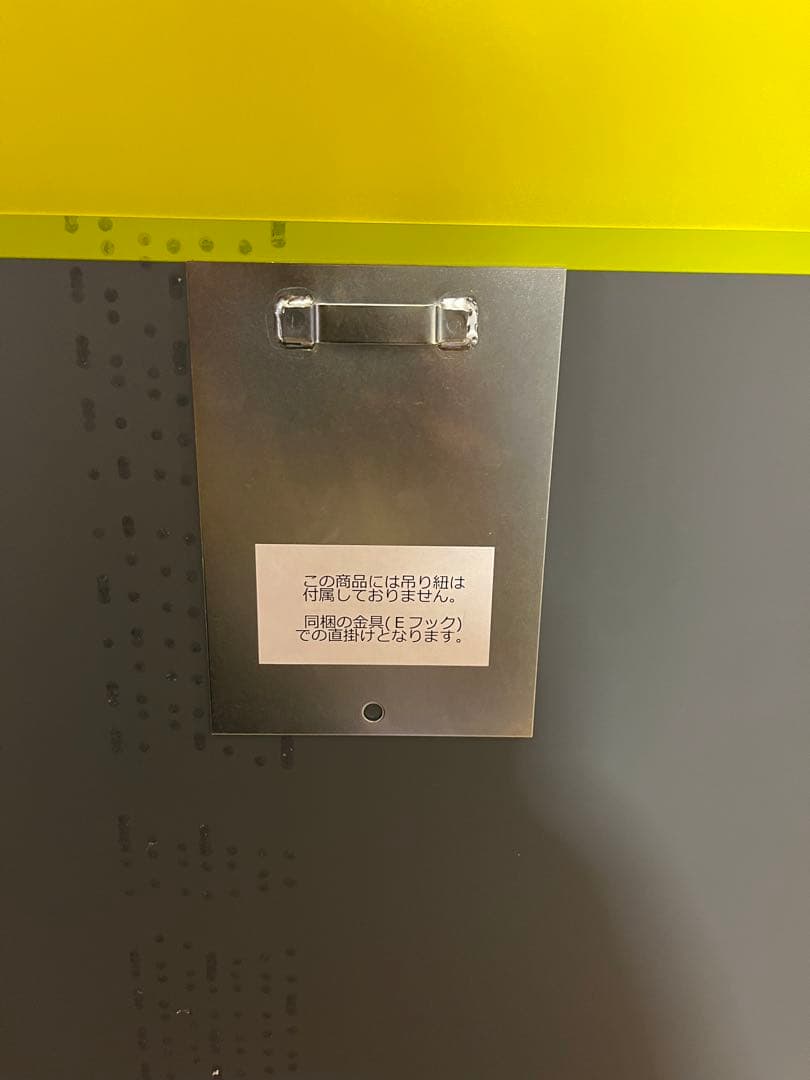 この商品には吊り紐は
付属しておりません。
同梱の金具(Eフック)
での直掛けとなります。